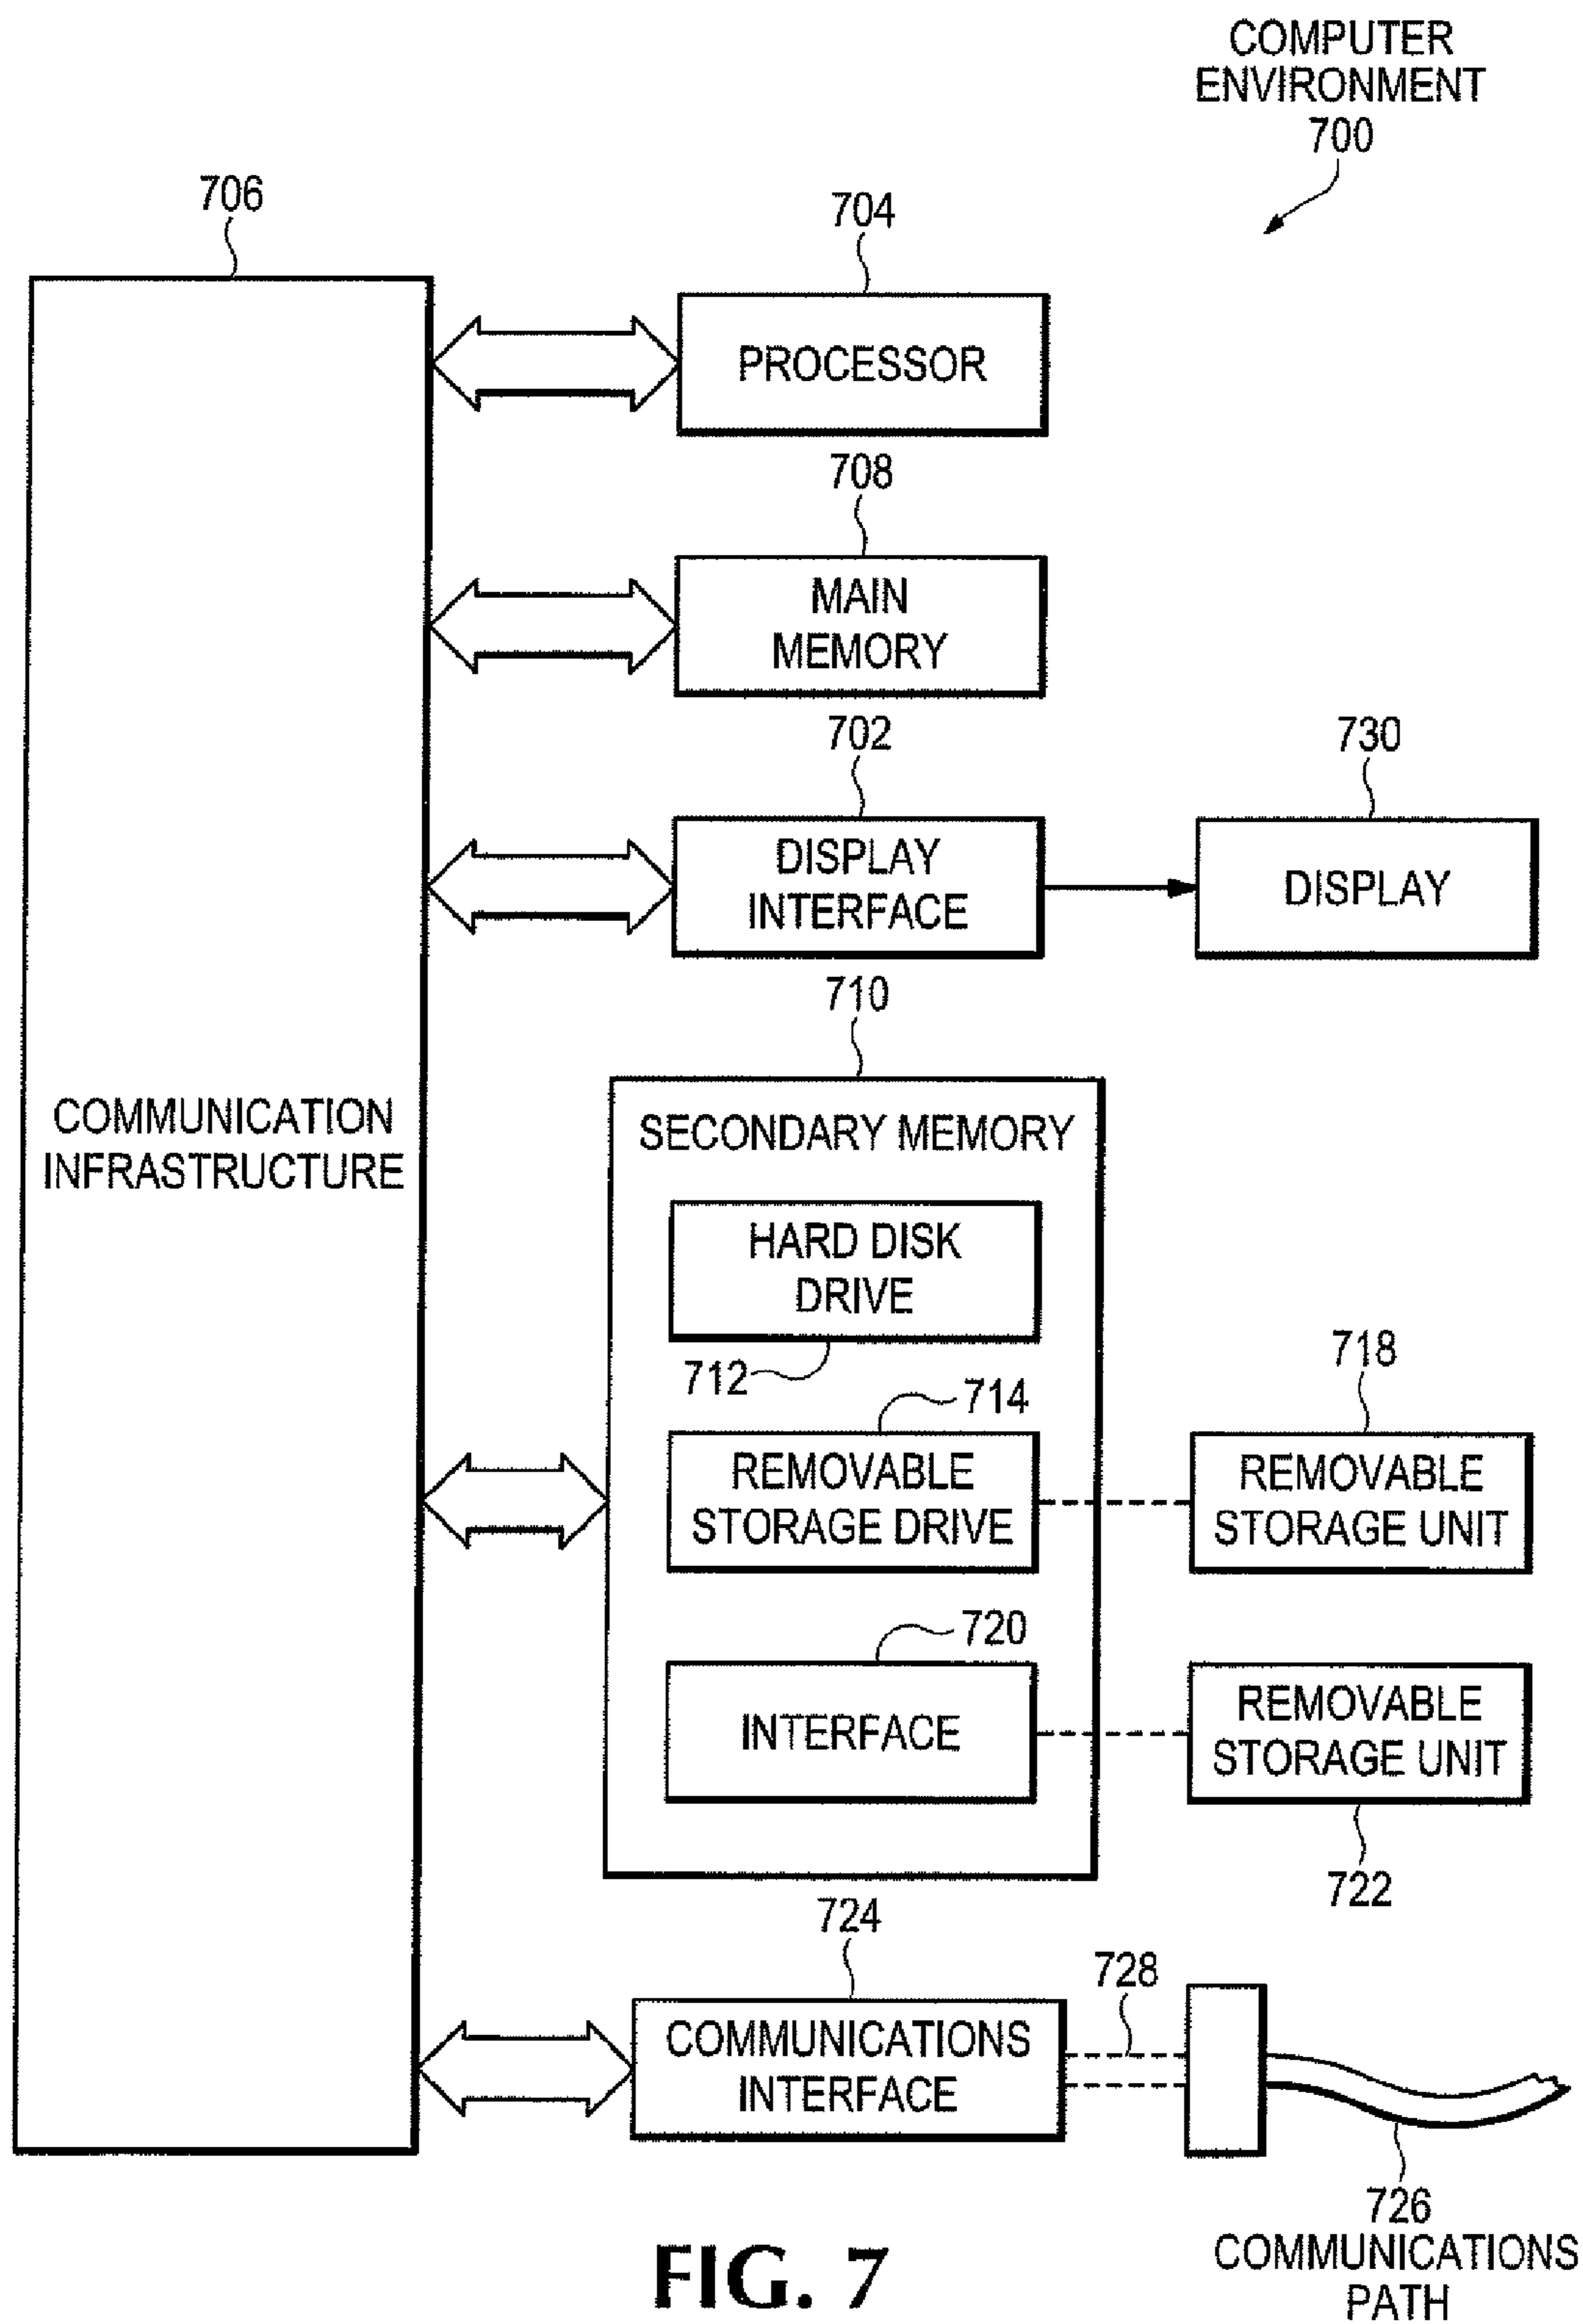 COMPUTER
ENVIRONMENT
700
706
704
PROCESSOR
708
MAIN
MEMORY
702
730
DISPLAY
INTERFACE
DISPLAY
710
COMMUNICATION
INFRASTRUCTURE
SECONDARY MEMORY
HARD DISK
DRIVE
712
714
718
REMOVABLE
STORAGE DRIVE
REMOVABLE
STORAGE UNIT
720
INTERFACE
REMOVABLE
STORAGE UNIT
722
724
728
COMMUNICATIONS
INTERFACE
726
COMMUNICATIONS
PATH
FIG. 7